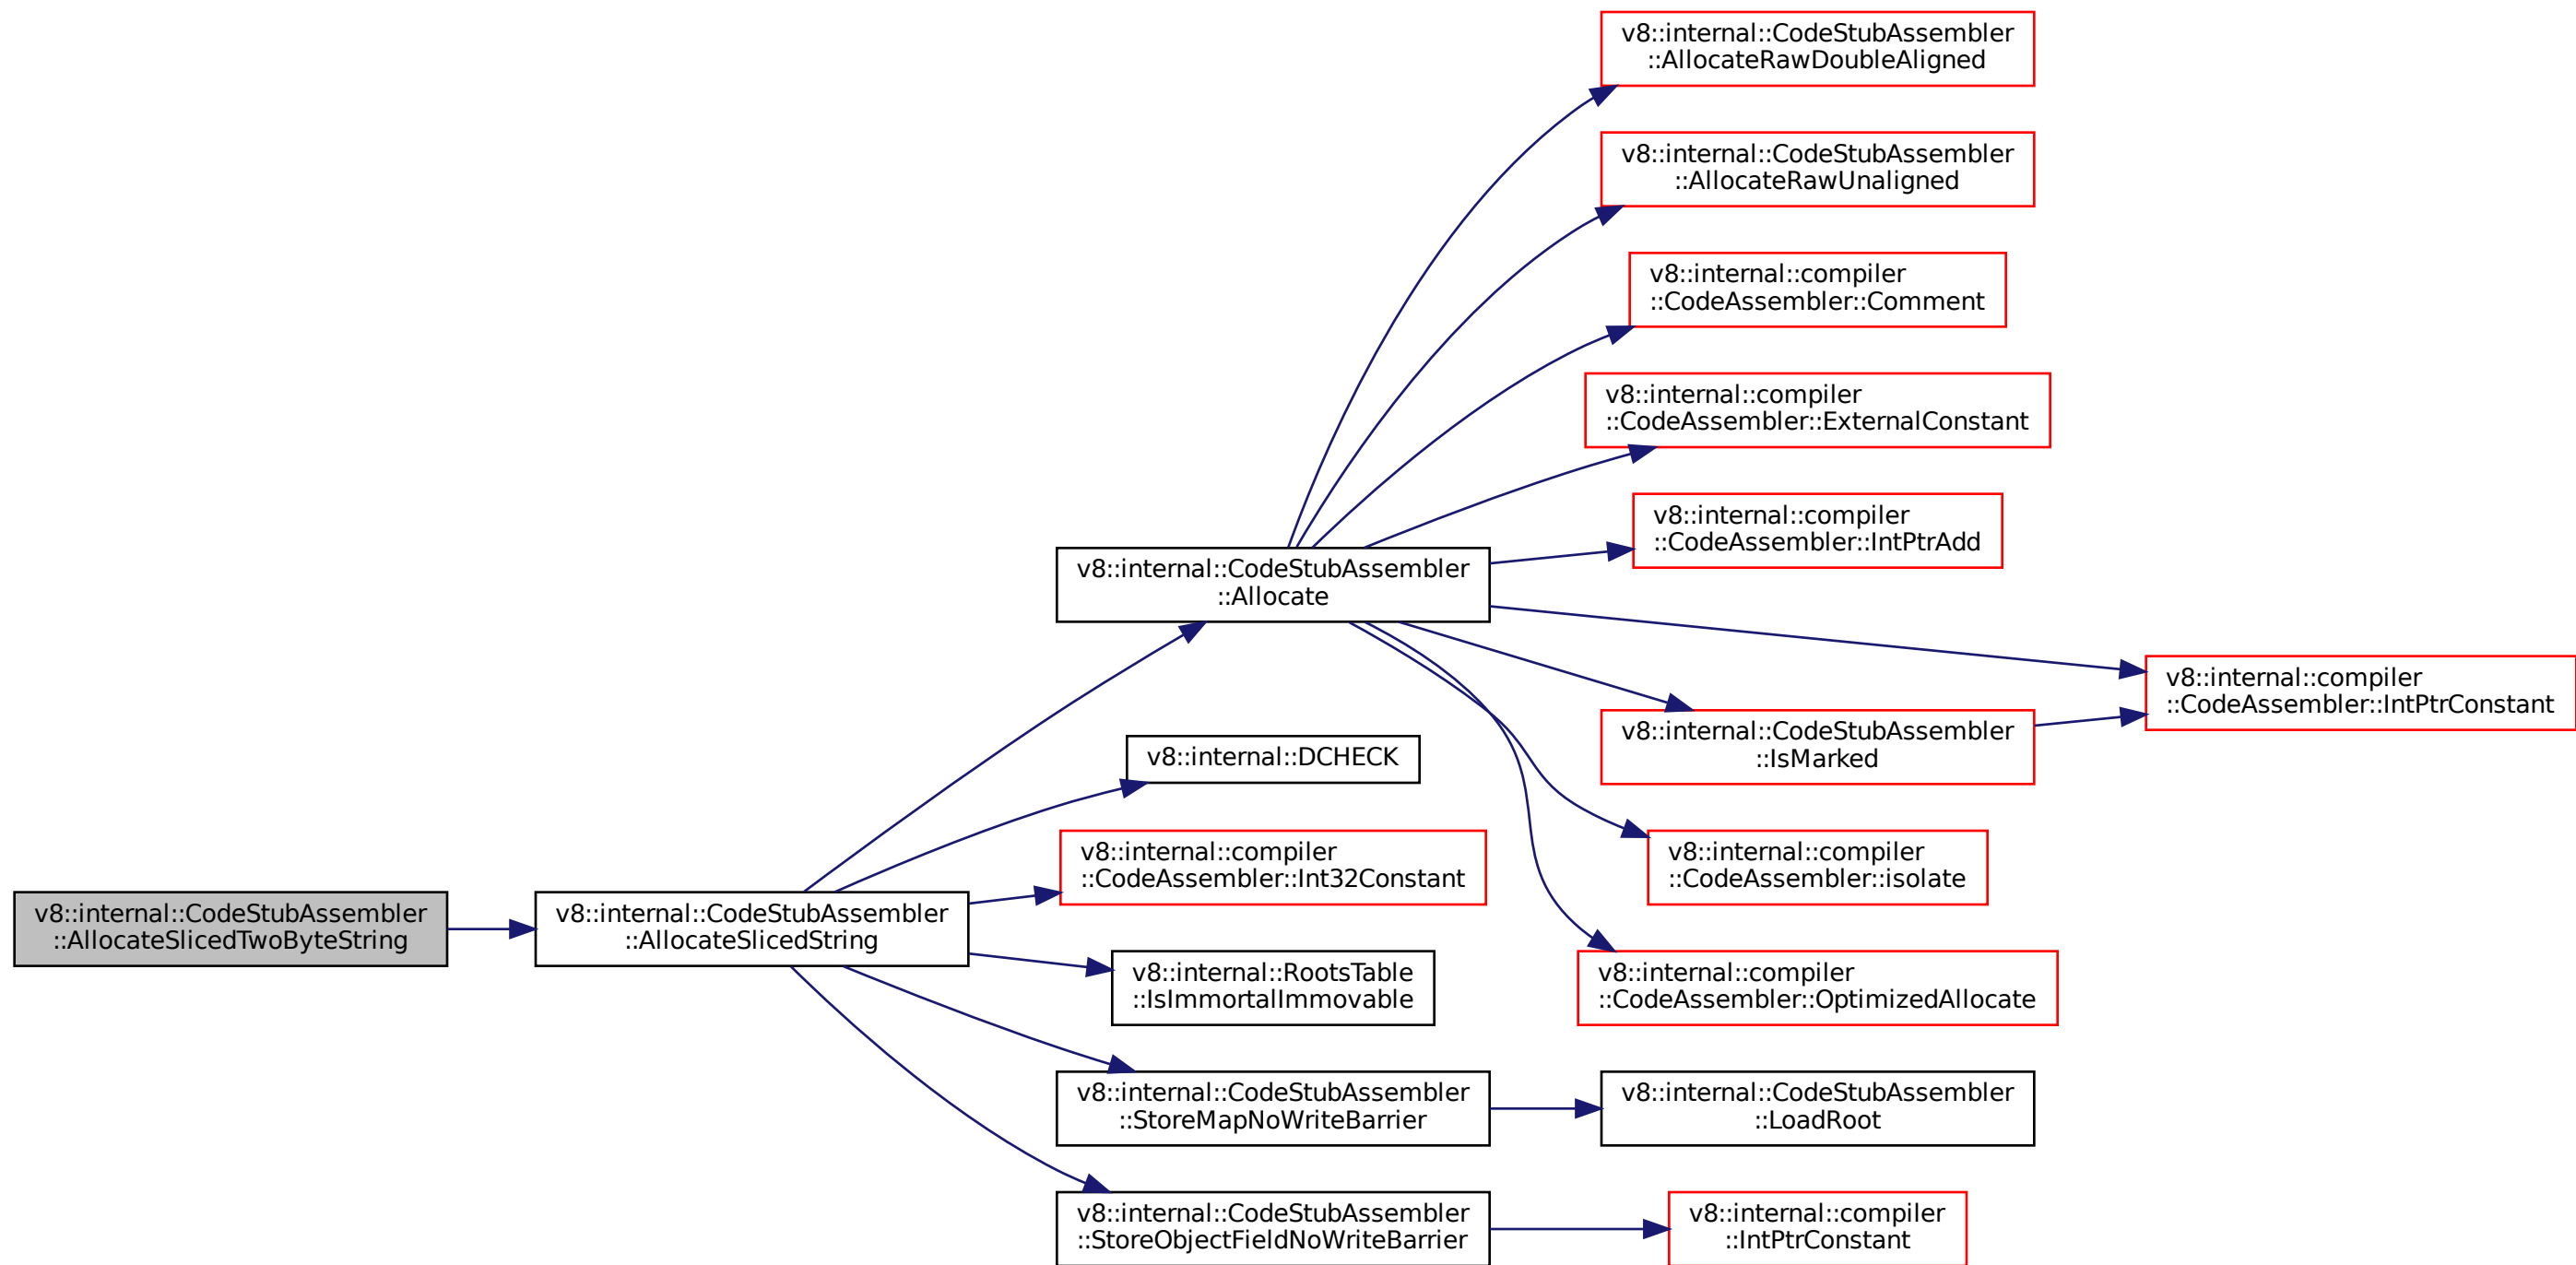 v8::internal::CodeStubAssembler
::AllocateRawDoubleAligned
v8::internal::CodeStubAssembler
::AllocateRawUnaligned
v8::internal::compiler
::CodeAssembler::Comment
v8::internal::compiler
::CodeAssembler::ExternalConstant
v8::internal::compiler
::CodeAssembler::IntPtrAdd
v8::internal::CodeStubAssembler
::Allocate
v8::internal::compiler
::CodeAssembler::IntPtrConstant
v8::internal::CodeStubAssembler
::IsMarked
v8::internal::DCHECK
v8::internal::compiler
::CodeAssembler::Int32Constant
v8::internal::compiler
::CodeAssembler::isolate
v8::internal::CodeStubAssembler
::AllocateSlicedTwoByteString
v8::internal::CodeStubAssembler
::AllocateSlicedString
v8::internal::RootsTable
::IsImmortalImmovable
v8::internal::compiler
::CodeAssembler::OptimizedAllocate
v8::internal::CodeStubAssembler
::StoreMapNoWriteBarrier
v8::internal::CodeStubAssembler
::LoadRoot
v8::internal::CodeStubAssembler
::StoreObjectFieldNoWriteBarrier
v8::internal::compiler
::IntPtrConstant